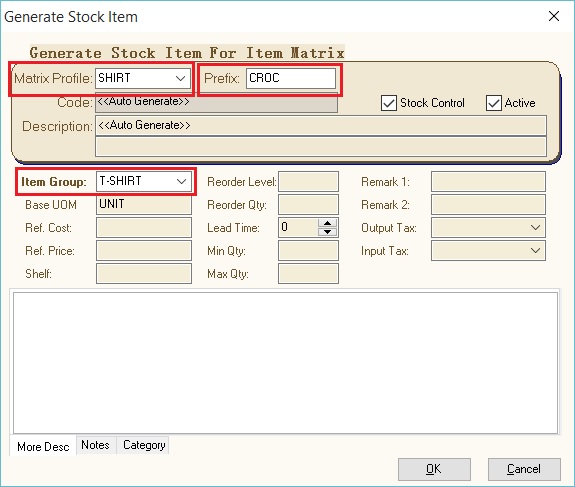 Generate Stock Item
Generate Stock Item For Item Matrix
Matrix Profile: SHIRT Prefix: CROC
Code: <<Auto Generate>> Stock Control Active
Description: <<Auto Generate>>
Item Group: T-SHIRT Reorder Level: Remark 1:
Base UOM UNIT Reorder Qty: Remark 2:
Ref. Cost: Lead Time: 0 Output Tax:
Ref. Price: Min Qty: Input Tax:
Shelf: Max Qty:
More Desc Notes Category
OK Cancel